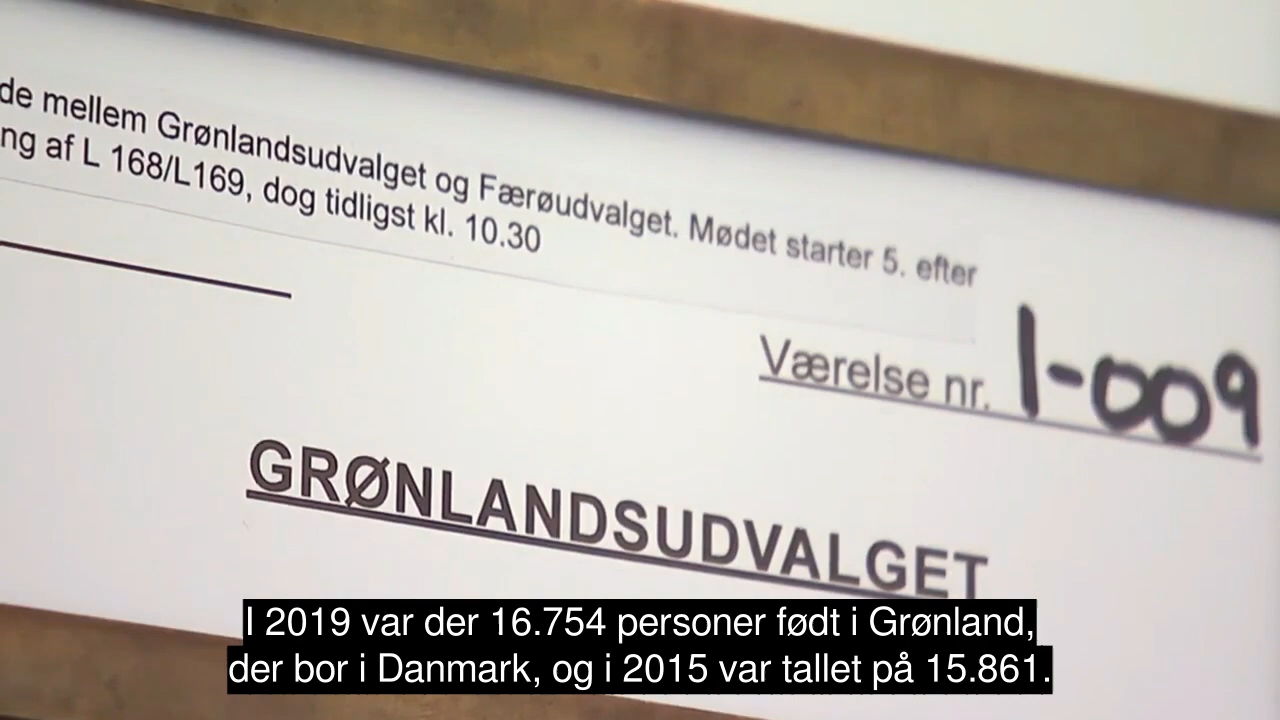 de mellem Grønlandsudvalget og Færøudvalget. Mødet starter 5. efter
ng af L 168/L169, dog tidligst kl. 10.30
Værelse nr. 1-009
GRØNLANDSUDVALGET
I 2019 var der 16.754 personer født i Grønland,
der bor i Danmark, og i 2015 var tallet på 15.861.